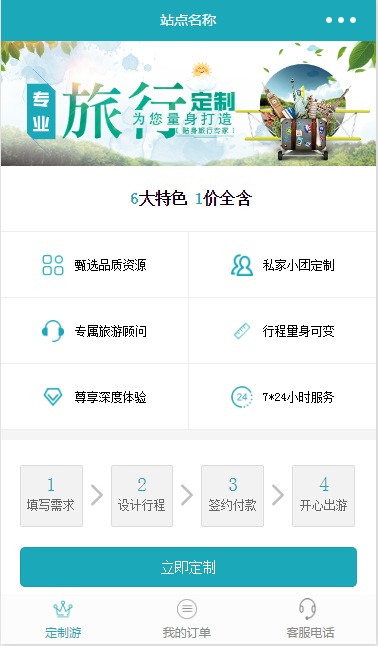 站点名称
专业
旅行定制
为您量身打造
贴身旅行专家
6大特色 1价全含
甄选品质资源
私家小团定制
专属旅游顾问
行程量身可变
尊享深度体验
24
7*24小时服务
1
填写需求
2
设计行程
3
签约付款
4
开心出游
立即定制
定制游
我的订单
客服电话